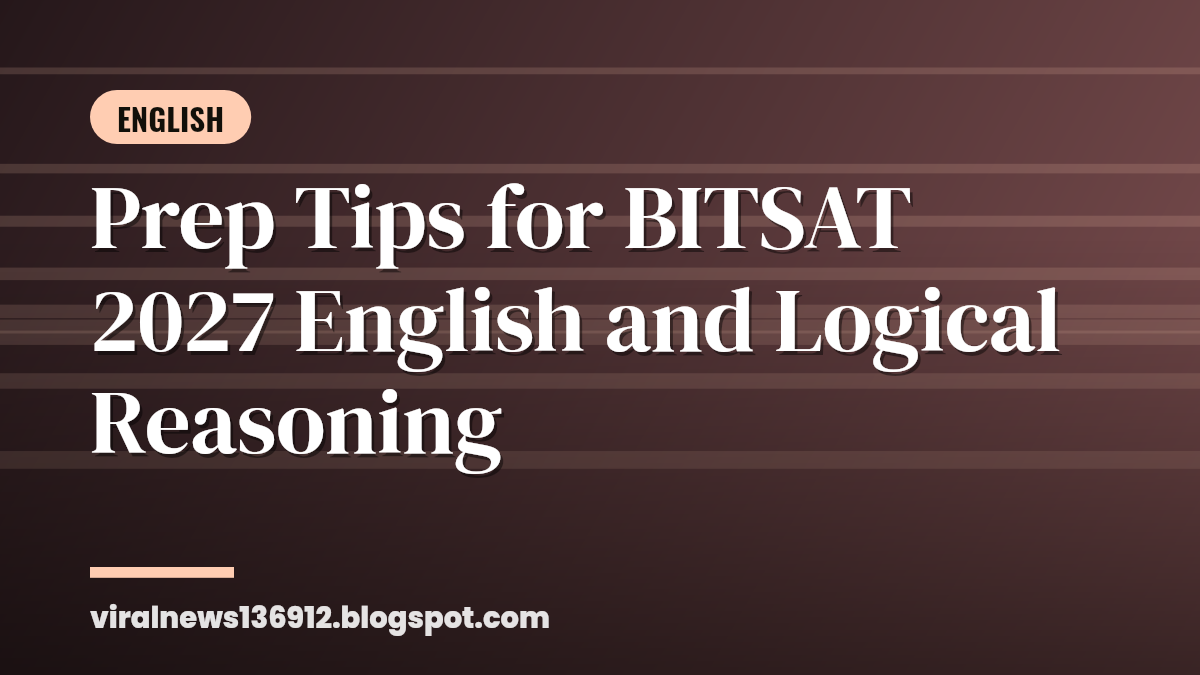 ENGLISH
Prep Tips for BITSAT
2027 English and Logical
Reasoning
viralnews136912.blogspot.com